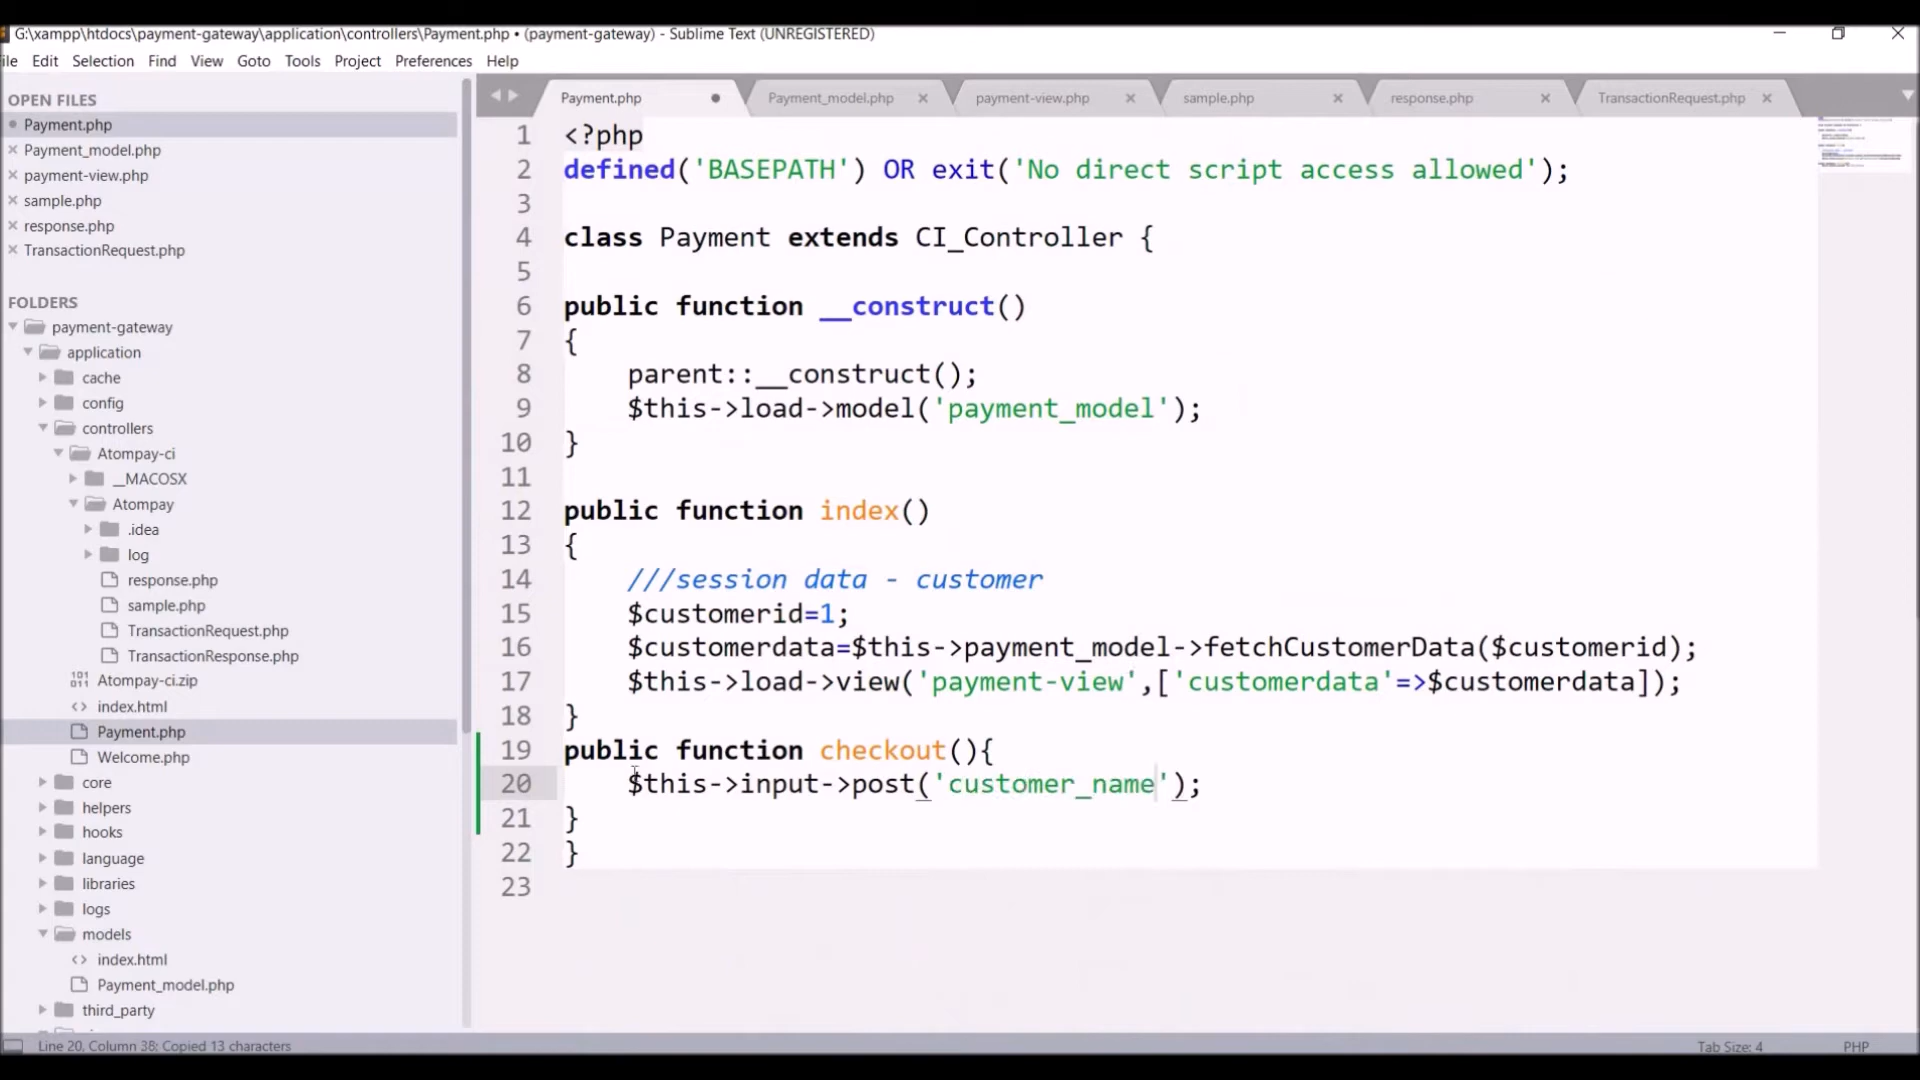 G:\xampp\htdocs\payment-gateway\application\controllers\Payment.php • (payment-gateway) - Sublime Text (UNREGISTERED)
ile Edit Selection Find View Goto Tools Project Preferences Help
OPEN FILES
Payment.php
Payment_model.php
payment-view.php
sample.php
response.php
TransactionRequest.php
FOLDERS
payment-gateway
application
cache
config
controllers
Atompay-ci
__MACOSX
Atompay
.idea
log
response.php
sample.php
TransactionRequest.php
TransactionResponse.php
Atompay-ci.zip
index.html
Payment.php
Welcome.php
core
helpers
hooks
language
libraries
logs
models
index.html
Payment_model.php
third_party
Payment.php Payment_model.php payment-view.php sample.php response.php TransactionRequest.php
1 <?php
2 defined('BASEPATH') OR exit('No direct script access allowed');
3
4 class Payment extends CI_Controller {
5
6 public function __construct()
7 {
8 parent::__construct();
9 $this->load->model('payment_model');
10 }
11
12 public function index()
13 {
14 ///session data - customer
15 $customerid=1;
16 $customerdata=$this->payment_model->fetchCustomerData($customerid);
17 $this->load->view('payment-view',['customerdata'=>$customerdata]);
18 }
19 public function checkout(){
20 $this->input->post('customer_name');
21 }
22 }
23
Line 20, Column 38; Copied 13 characters
Tab Size: 4
PHP